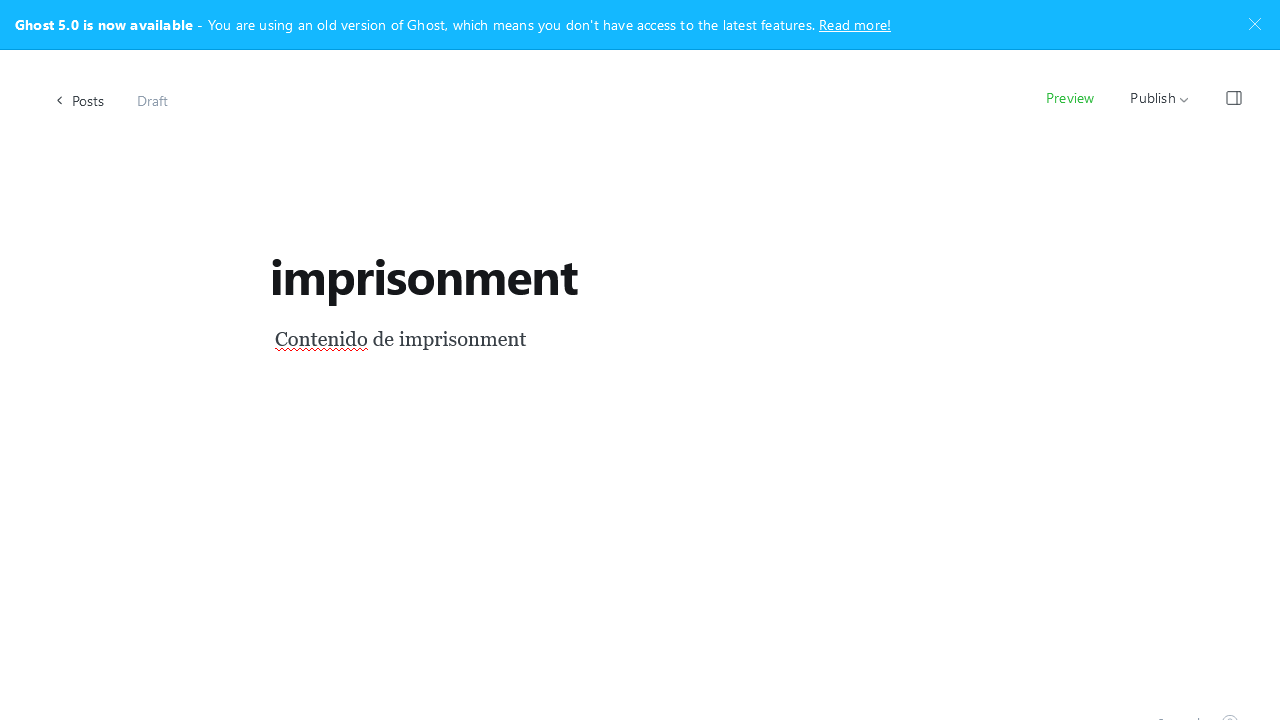 Ghost 5.0 is now available - You are using an old version of Ghost, which means you don't have access to the latest features. Read more!
Posts
Draft
Preview
Publish
imprisonment
Contenido de imprisonment